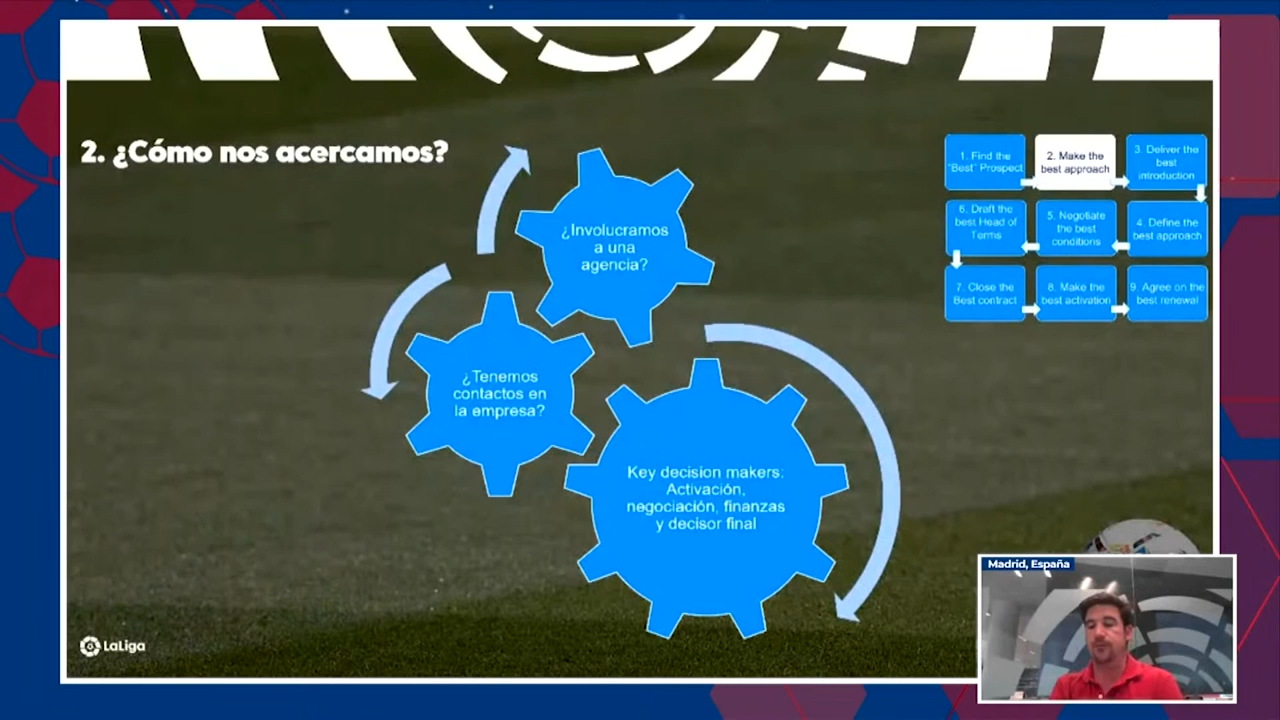 2. ¿Cómo nos acercamos?
¿Involucramos
a una
agencia?
¿Tenemos
contactos en
la empresa?
Key decision makers:
Activación,
negociación, finanzas
y decisor final
1. Find the
"Best" Prospect
2. Make the
best approach
3. Deliver the
best
introduction
6. Draft the
best Head of
Terms
5. Negotiate
the best
conditions
4. Define the
best approach
7. Close the
Best contract
8. Make the
best activation
9. Agree on the
best renewal
LaLiga
Madrid, España